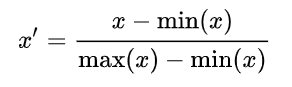 x′ = (x − min(x)) / (max(x) − min(x))